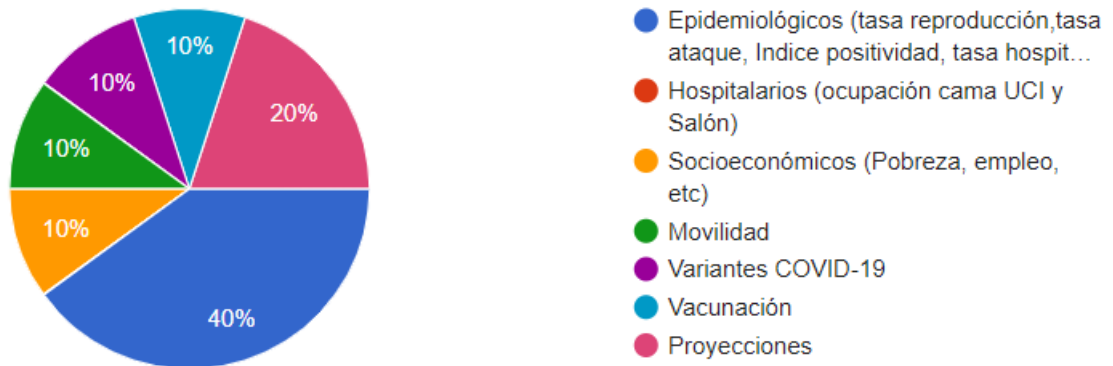 10%
10%
20%
10%
10%
40%
Epidemiológicos (tasa reproducción,tasa
ataque, Indice positividad, tasa hospit...
Hospitalarios (ocupación cama UCI y
Salón)
Socioeconómicos (Pobreza, empleo,
etc)
Movilidad
Variantes COVID-19
Vacunación
Proyecciones